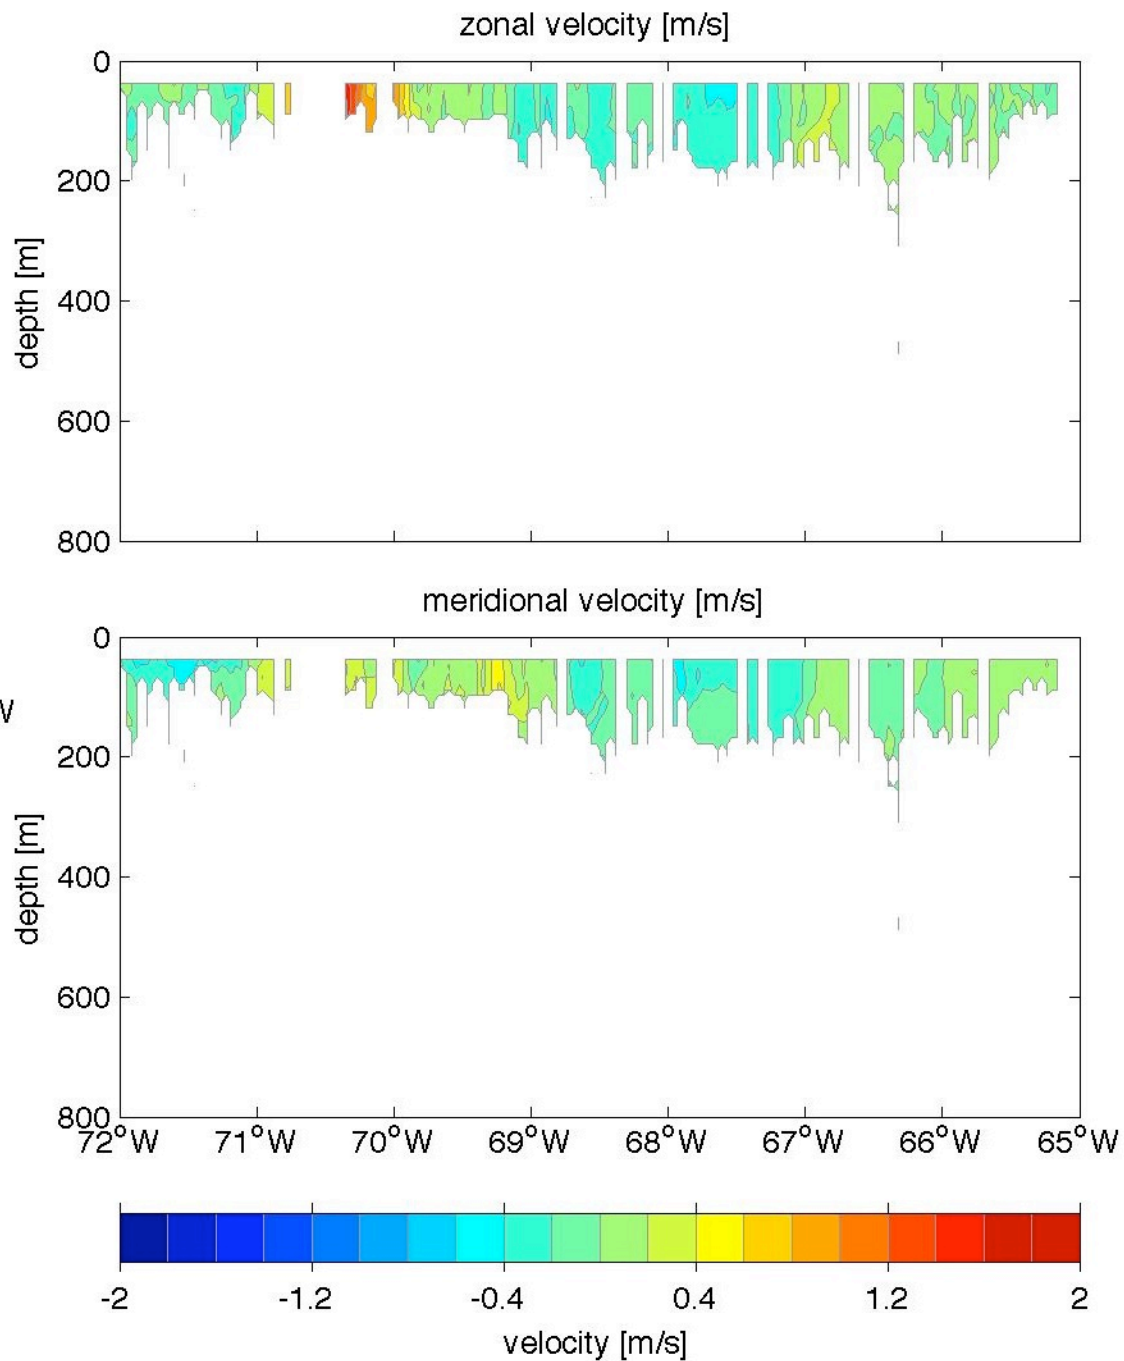 zonal velocity [m/s]
0
200
400
600
800
depth [m]
meridional velocity [m/s]
0
200
400
600
800
depth [m]
W
72°W 71°W 70°W 69°W 68°W 67°W 66°W 65°W
-2 -1.2 -0.4 0.4 1.2 2
velocity [m/s]